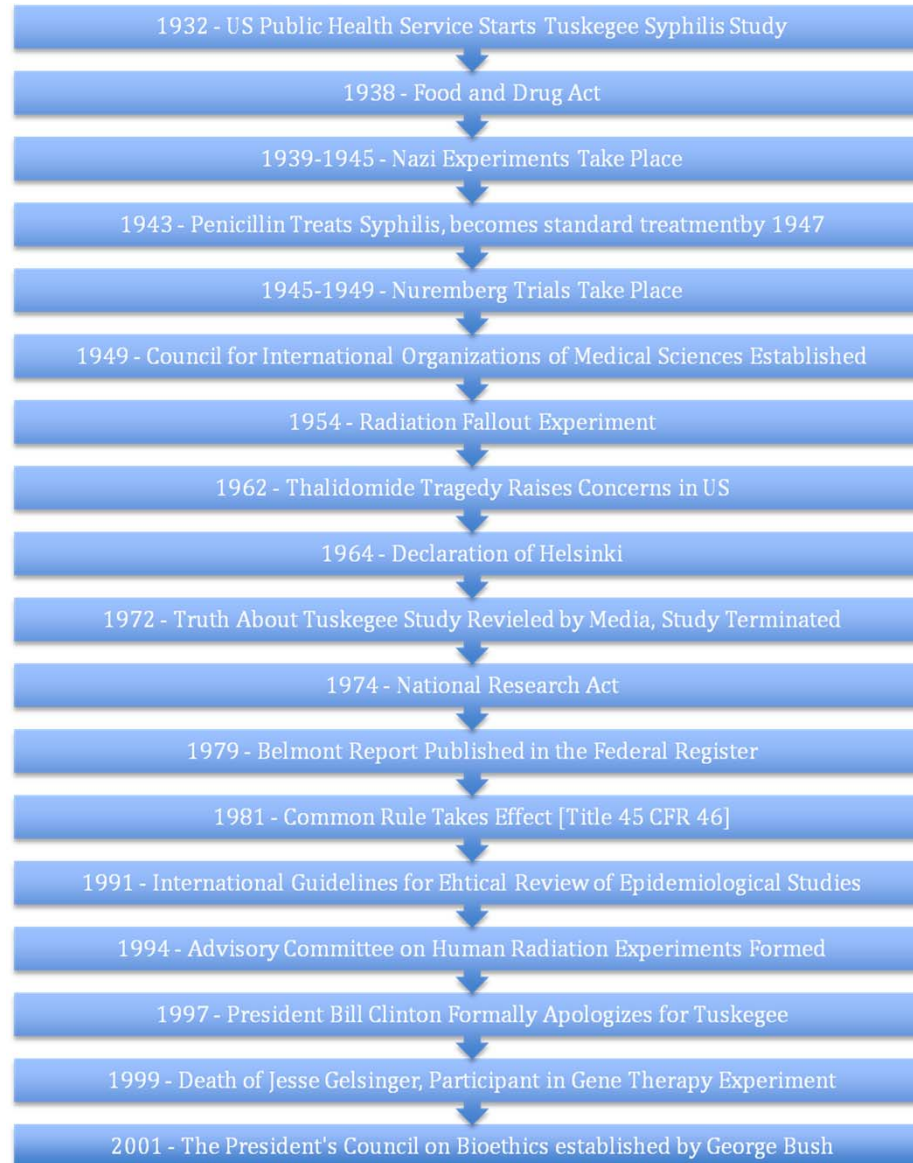 1932 - US Public Health Service Starts Tuskegee Syphilis Study
1938 - Food and Drug Act
1939-1945 - Nazi Experiments Take Place
1943 - Penicillin Treats Syphilis, becomes standard treatmentby 1947
1945-1949 - Nuremberg Trials Take Place
1949 - Council for International Organizations of Medical Sciences Established
1954 - Radiation Fallout Experiment
1962 - Thalidomide Tragedy Raises Concerns in US
1964 - Declaration of Helsinki
1972 - Truth About Tuskegee Study Revieled by Media, Study Terminated
1974 - National Research Act
1979 - Belmont Report Published in the Federal Register
1981 - Common Rule Takes Effect [Title 45 CFR 46]
1991 - International Guidelines for Ehtical Review of Epidemiological Studies
1994 - Advisory Committee on Human Radiation Experiments Formed
1997 - President Bill Clinton Formally Apologizes for Tuskegee
1999 - Death of Jesse Gelsinger, Participant in Gene Therapy Experiment
2001 - The President's Council on Bioethics established by George Bush